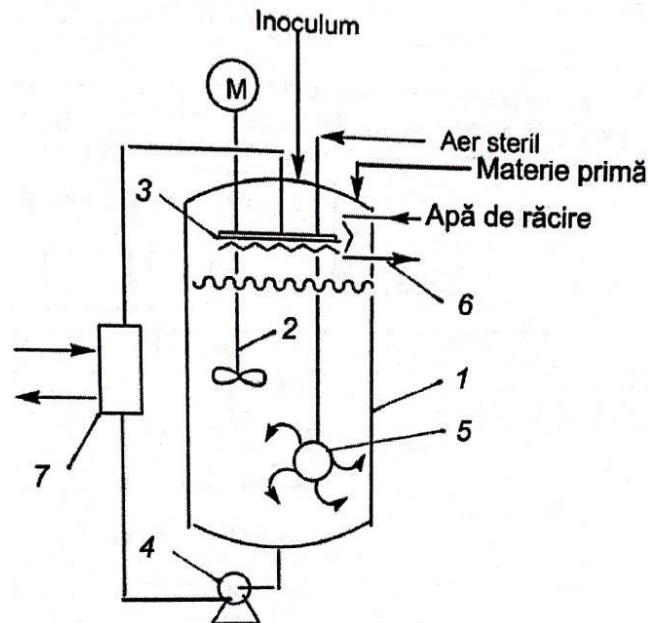 Inoculum
M
Aer steril
Materie primă
3
Apă de răcire
6
2
1
5
7
4